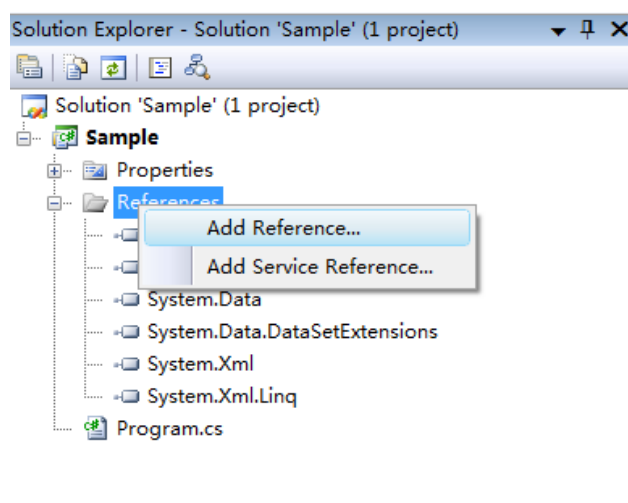 Solution Explorer - Solution 'Sample' (1 project)
Solution 'Sample' (1 project)
Sample
Properties
References
Add Reference...
Add Service Reference...
System.Data
System.Data.DataSetExtensions
System.Xml
System.Xml.Linq
Program.cs